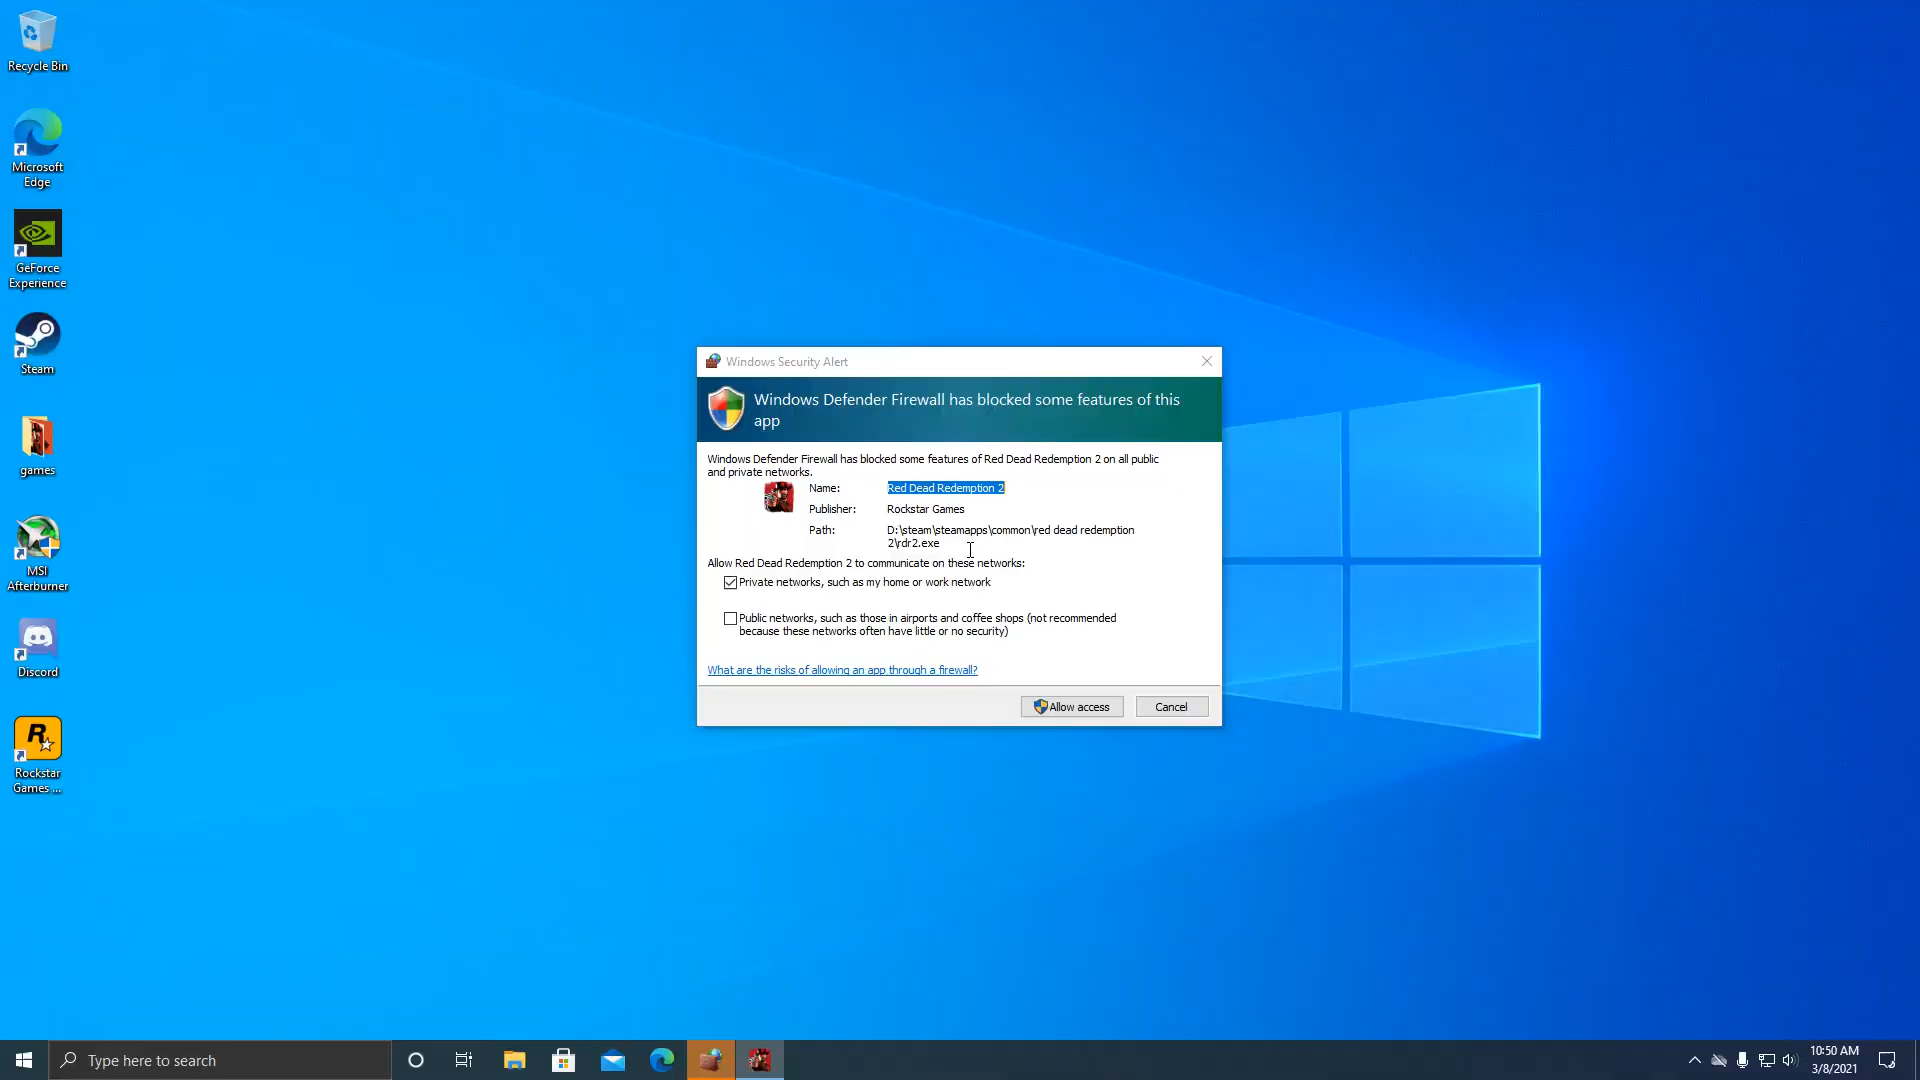 Recycle Bin
Microsoft
Edge
GeForce
Experience
Steam
games
MSI
Afterburner
Discord
R
Rockstar
Games ...
Windows Security Alert
Windows Defender Firewall has blocked some features of this
app
Windows Defender Firewall has blocked some features of Red Dead Redemption 2 on all public
and private networks.
Name: Red Dead Redemption 2
Publisher: Rockstar Games
Path: D:\steam\steamapps\common\red dead redemption
2\rdr2.exe
Allow Red Dead Redemption 2 to communicate on these networks:
Private networks, such as my home or work network
Public networks, such as those in airports and coffee shops (not recommended
because these networks often have little or no security)
What are the risks of allowing an app through a firewall?
Allow access Cancel
Type here to search
10:50 AM
3/8/2021